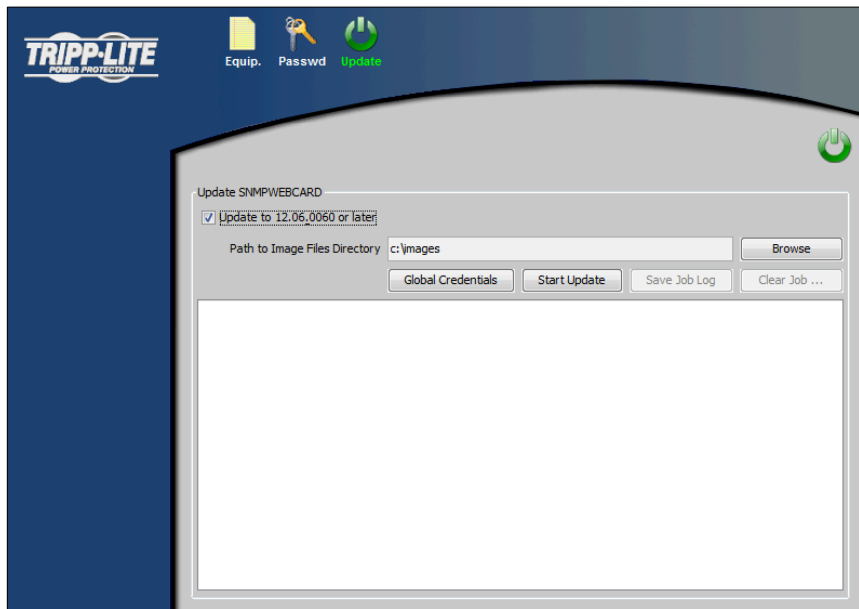 TRIPP·LITE
POWER PROTECTION
Equip. Passwd Update
Update SNMPWEBCARD
Update to 12.06.0060 or later
Path to Image Files Directory c:\images Browse
Global Credentials Start Update Save Job Log Clear Job ...